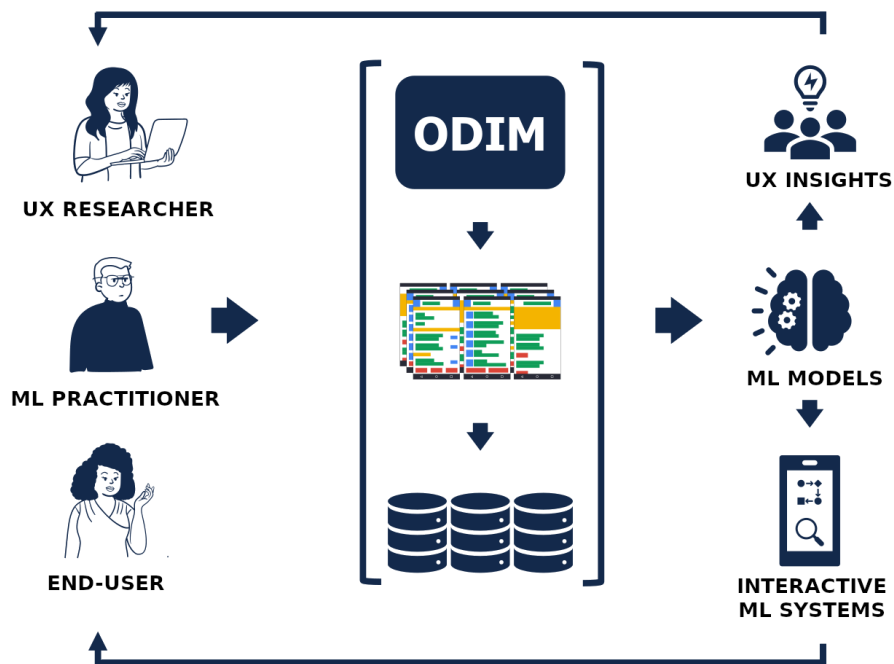 UX RESEARCHER
ML PRACTITIONER
END-USER
ODIM
UX INSIGHTS
ML MODELS
INTERACTIVE
ML SYSTEMS